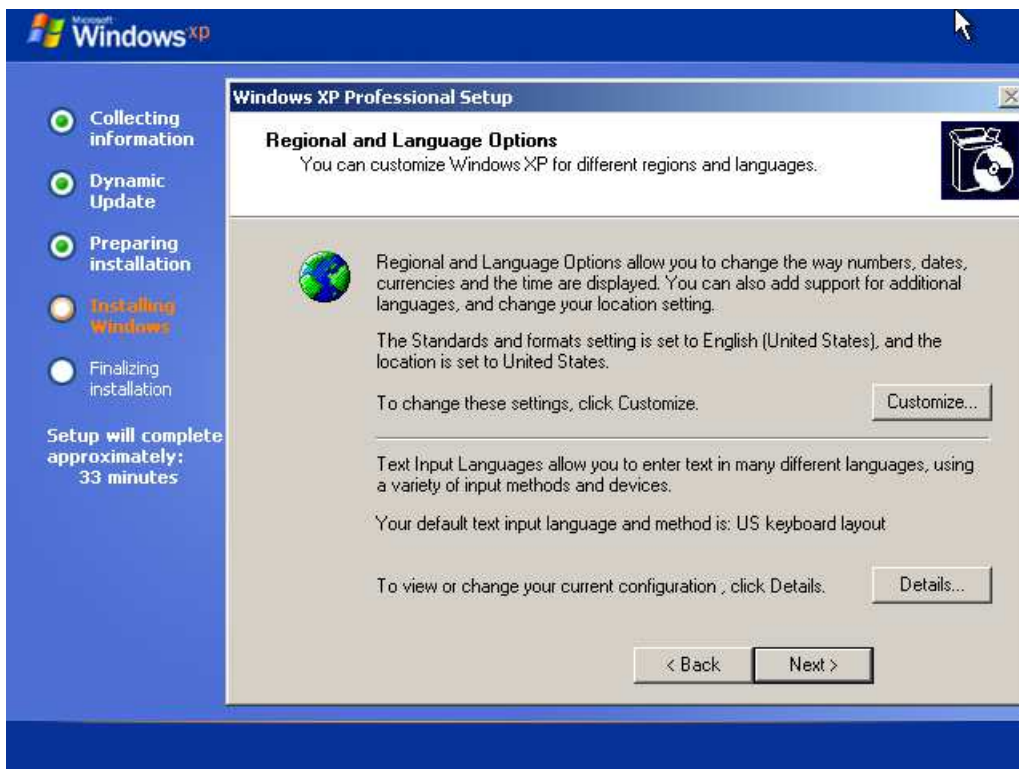 Microsoft
Windows xp
Collecting
information
Dynamic
Update
Preparing
installation
Installing
Windows
Finalizing
installation
Setup will complete
approximately:
33 minutes
Windows XP Professional Setup
Regional and Language Options
You can customize Windows XP for different regions and languages.
Regional and Language Options allow you to change the way numbers, dates,
currencies and the time are displayed. You can also add support for additional
languages, and change your location setting.
The Standards and formats setting is set to English (United States), and the
location is set to United States.
To change these settings, click Customize.
Customize...
Text Input Languages allow you to enter text in many different languages, using
a variety of input methods and devices.
Your default text input language and method is: US keyboard layout
To view or change your current configuration , click Details.
Details...
< Back
Next >